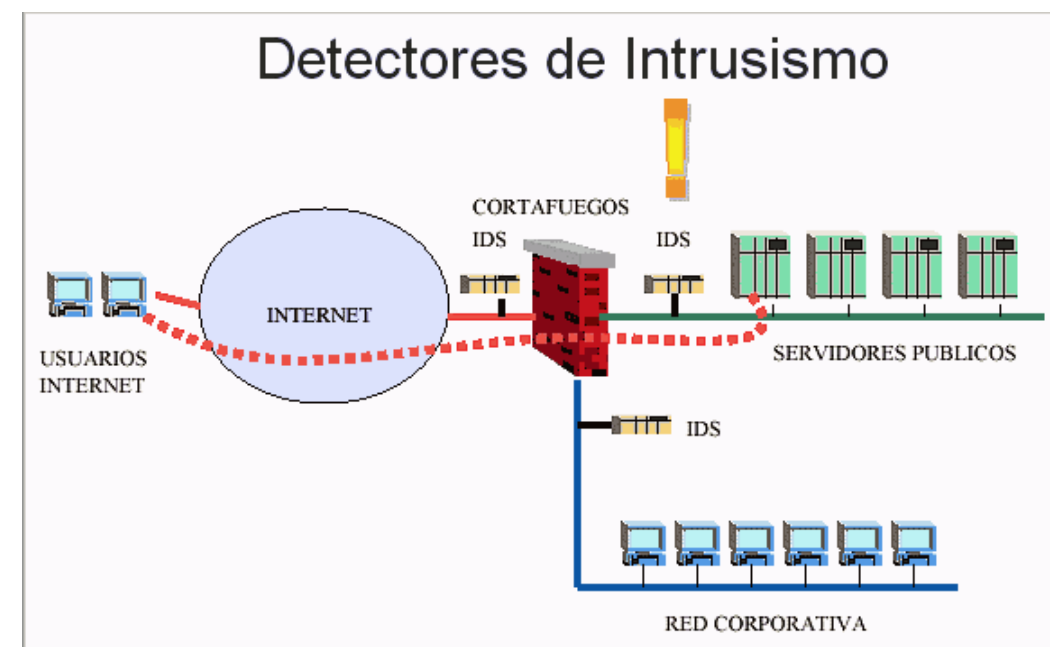 Detectores de Intrusismo
CORTAFUEGOS
IDS
IDS
INTERNET
USUARIOS
INTERNET
SERVIDORES PUBLICOS
IDS
RED CORPORATIVA